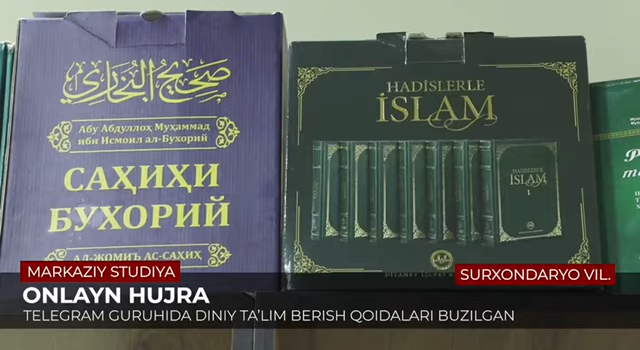 صحيح البخاري
Абу Абдуллоҳ Муҳаммад
ибн Исмоил ал-Бухорий
САҲИҲИ
БУХОРИЙ
АЛ-ЖОМИЪ АС-САҲИҲ
HADİSLERLE
İSLAM
HADİSLERLE
İSLAM
1
MARKAZIY STUDIYA
SURXONDARYO VIL.
ONLAYN HUJRA
TELEGRAM GURUHIDA DINIY TA'LIM BERISH QOIDALARI BUZILGAN